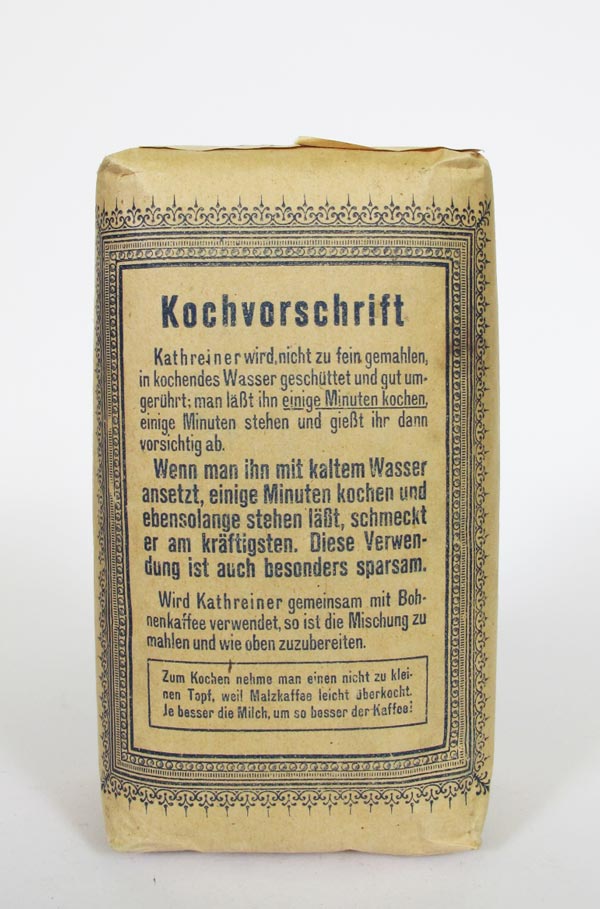 Kochvorschrift
Kathreiner wird, nicht zu fein gemahlen,
in kochendes Wasser geschüttet und gut um-
gerührt; man läßt ihn einige Minuten kochen,
einige Minuten stehen und gießt ihr dann
vorsichtig ab.
Wenn man ihn mit kaltem Wasser
ansetzt, einige Minuten kochen und
ebensolange stehen läßt, schmeckt
er am kräftigsten. Diese Verwen-
dung ist auch besonders sparsam.
Wird Kathreiner gemeinsam mit Boh-
nenkaffee verwendet, so ist die Mischung zu
mahlen und wie oben zuzubereiten.
Zum Kochen nehme man einen nicht zu klei-
nen Topf, weil Malzkaffee leicht überkocht.
Je besser die Milch, um so besser der Kaffee!